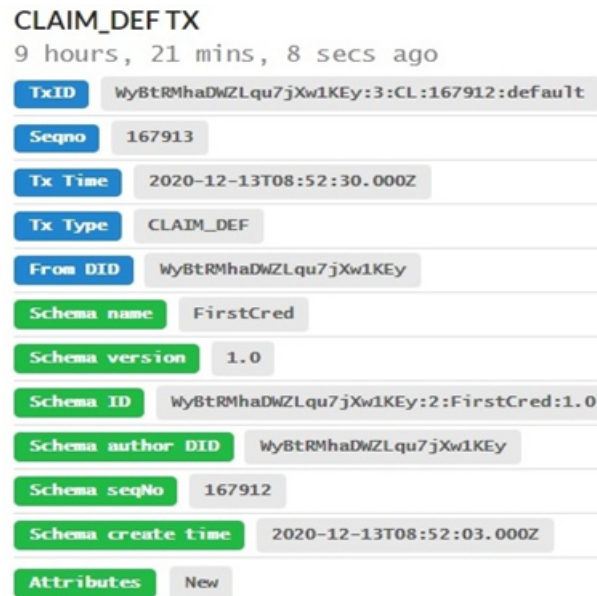 CLAIM_DEF TX
9 hours, 21 mins, 8 secs ago
TxID WyBtRMhaDWZLqu7jXw1KEy:3:CL:167912:default
Seqno 167913
Tx Time 2020-12-13T08:52:30.000Z
Tx Type CLAIM_DEF
From DID WyBtRMhaDWZLqu7jXw1KEy
Schema name FirstCred
Schema version 1.0
Schema ID WyBtRMhaDWZLqu7jXw1KEy:2:FirstCred:1.0
Schema author DID WyBtRMhaDWZLqu7jXw1KEy
Schema seqNo 167912
Schema create time 2020-12-13T08:52:03.000Z
Attributes New